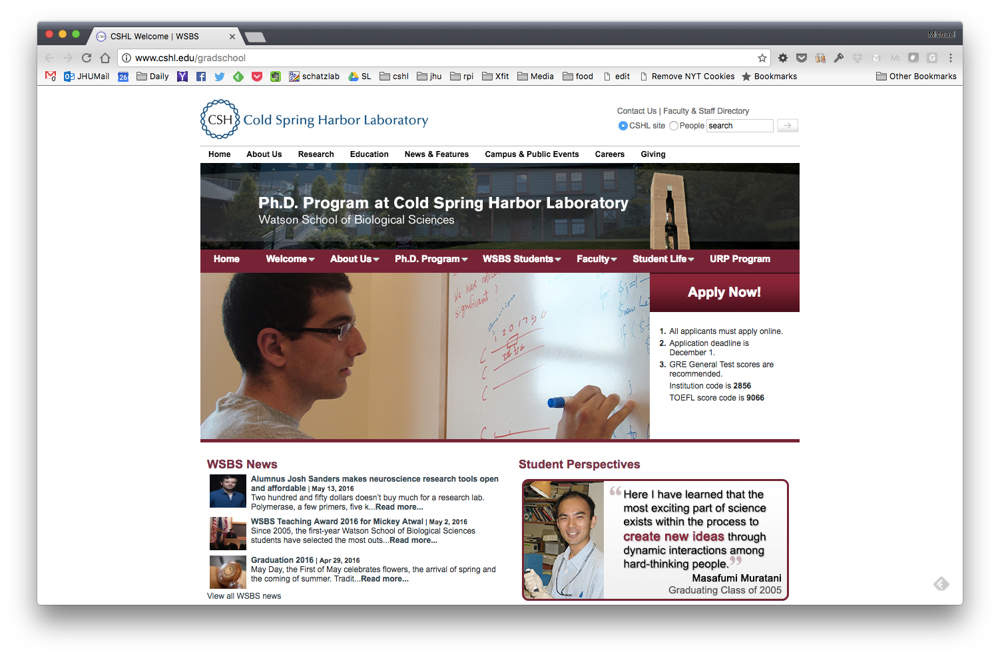 CSHL Welcome | WSBS
Michael
www.cshl.edu/gradschool
JHUMail
26
Daily
schatzlab
SL
cshl
jhu
rpi
Xfit
Media
food
edit
Remove NYT Cookies
Bookmarks
Other Bookmarks
CSH Cold Spring Harbor Laboratory
Contact Us | Faculty & Staff Directory
CSHL site People search
Home About Us Research Education News & Features Campus & Public Events Careers Giving
Ph.D. Program at Cold Spring Harbor Laboratory
Watson School of Biological Sciences
Home Welcome About Us Ph.D. Program WSBS Students Faculty Student Life URP Program
We have
significant?
Apply Now!
1. All applicants must apply online.
2. Application deadline is
December 1.
3. GRE General Test scores are
recommended.
Institution code is 2856
TOEFL score code is 9066
WSBS News
Alumnus Josh Sanders makes neuroscience research tools open
and affordable | May 13, 2016
Two hundred and fifty dollars doesn't buy much for a research lab.
Polymerase, a few primers, five k...Read more...
WSBS Teaching Award 2016 for Mickey Atwal | May 2, 2016
Since 2005, the first-year Watson School of Biological Sciences
students have selected the most outs...Read more...
Graduation 2016 | Apr 29, 2016
May Day, the First of May celebrates flowers, the arrival of spring and
the coming of summer. Tradit...Read more...
View all WSBS news
Student Perspectives
“Here I have learned that the
most exciting part of science
exists within the process to
create new ideas through
dynamic interactions among
hard-thinking people.”
Masafumi Muratani
Graduating Class of 2005